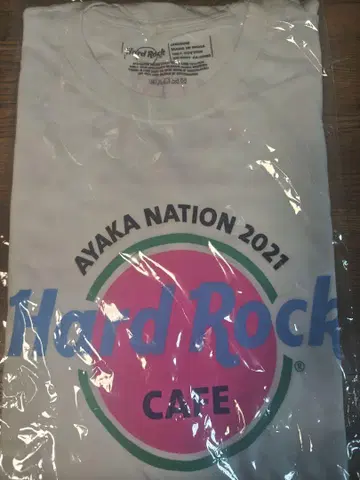 Hard Rock
AYAKA NATION 2021
Hard Rock
®
CAFE